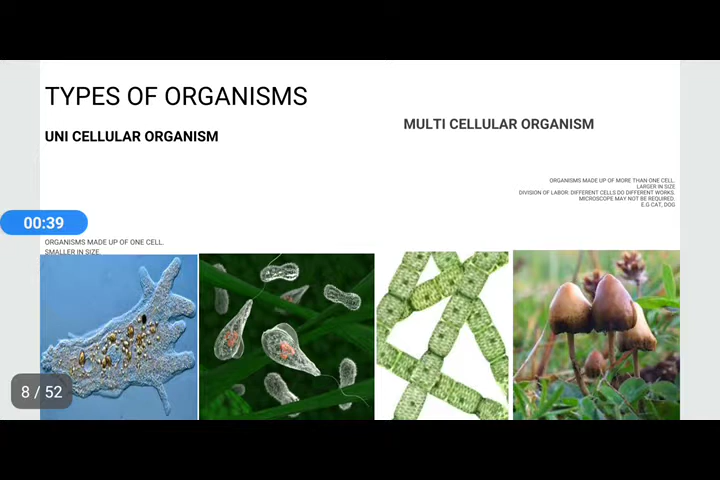 TYPES OF ORGANISMS
UNI CELLULAR ORGANISM
MULTI CELLULAR ORGANISM
ORGANISMS MADE UP OF MORE THAN ONE CELL.
LARGER IN SIZE
DIVISION OF LABOR: DIFFERENT CELLS DO DIFFERENT WORKS.
MICROSCOPE MAY NOT BE REQUIRED.
E.G CAT, DOG
00:39
ORGANISMS MADE UP OF ONE CELL.
SMALLER IN SIZE.
8 / 52